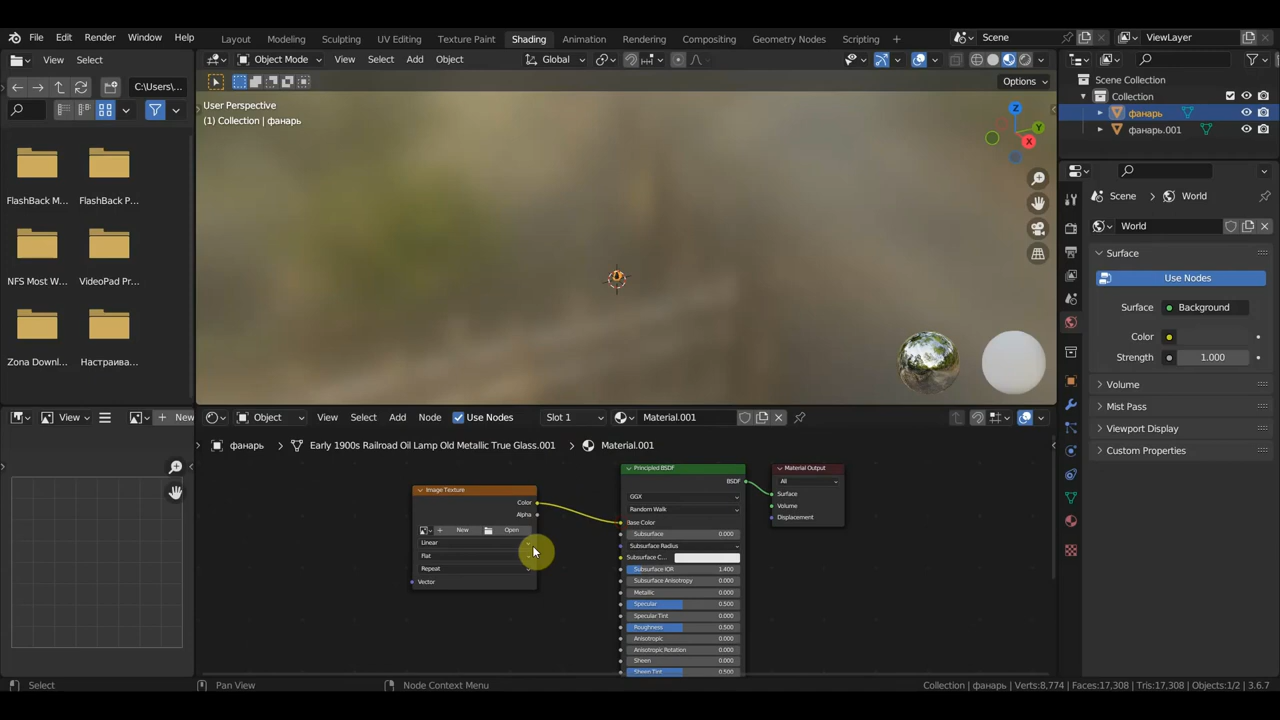 File Edit Render Window Help
Layout Modeling Sculpting UV Editing Texture Paint Shading Animation Rendering Compositing Geometry Nodes Scripting
Scene ViewLayer
View Select
Object Mode View Select Add Object Global
C:\Users\...
Options
User Perspective
(1) Collection | фанарь
Z
Y
X
Scene Collection
Collection
фанарь
фанарь.001
FlashBack M...
FlashBack P...
NFS Most W...
VideoPad Pr...
Zona Downl...
Настраива...
Scene World
World
Surface
Use Nodes
Surface Background
Color
Strength 1.000
Volume
Mist Pass
Viewport Display
Custom Properties
View New
Object View Select Add Node Use Nodes Slot 1 Material.001
фанарь Early 1900s Railroad Oil Lamp Old Metallic True Glass.001 Material.001
Image Texture
Color
Alpha
New Open
Linear
Flat
Repeat
Vector
Principled BSDF
BSDF
GGX
Random Walk
Base Color
Subsurface 0.000
Subsurface Radius
Subsurface C...
Subsurface IOR 1.400
Subsurface Anisotropy 0.000
Metallic 0.000
Specular 0.500
Specular Tint 0.000
Roughness 0.500
Anisotropic 0.000
Anisotropic Rotation 0.000
Sheen 0.000
Sheen Tint 0.500
Material Output
All
Surface
Volume
Displacement
Select Pan View Node Context Menu
Collection | фанарь | Verts:8,774 | Faces:17,308 | Tris:17,308 | Objects:1/2 | 3.6.7